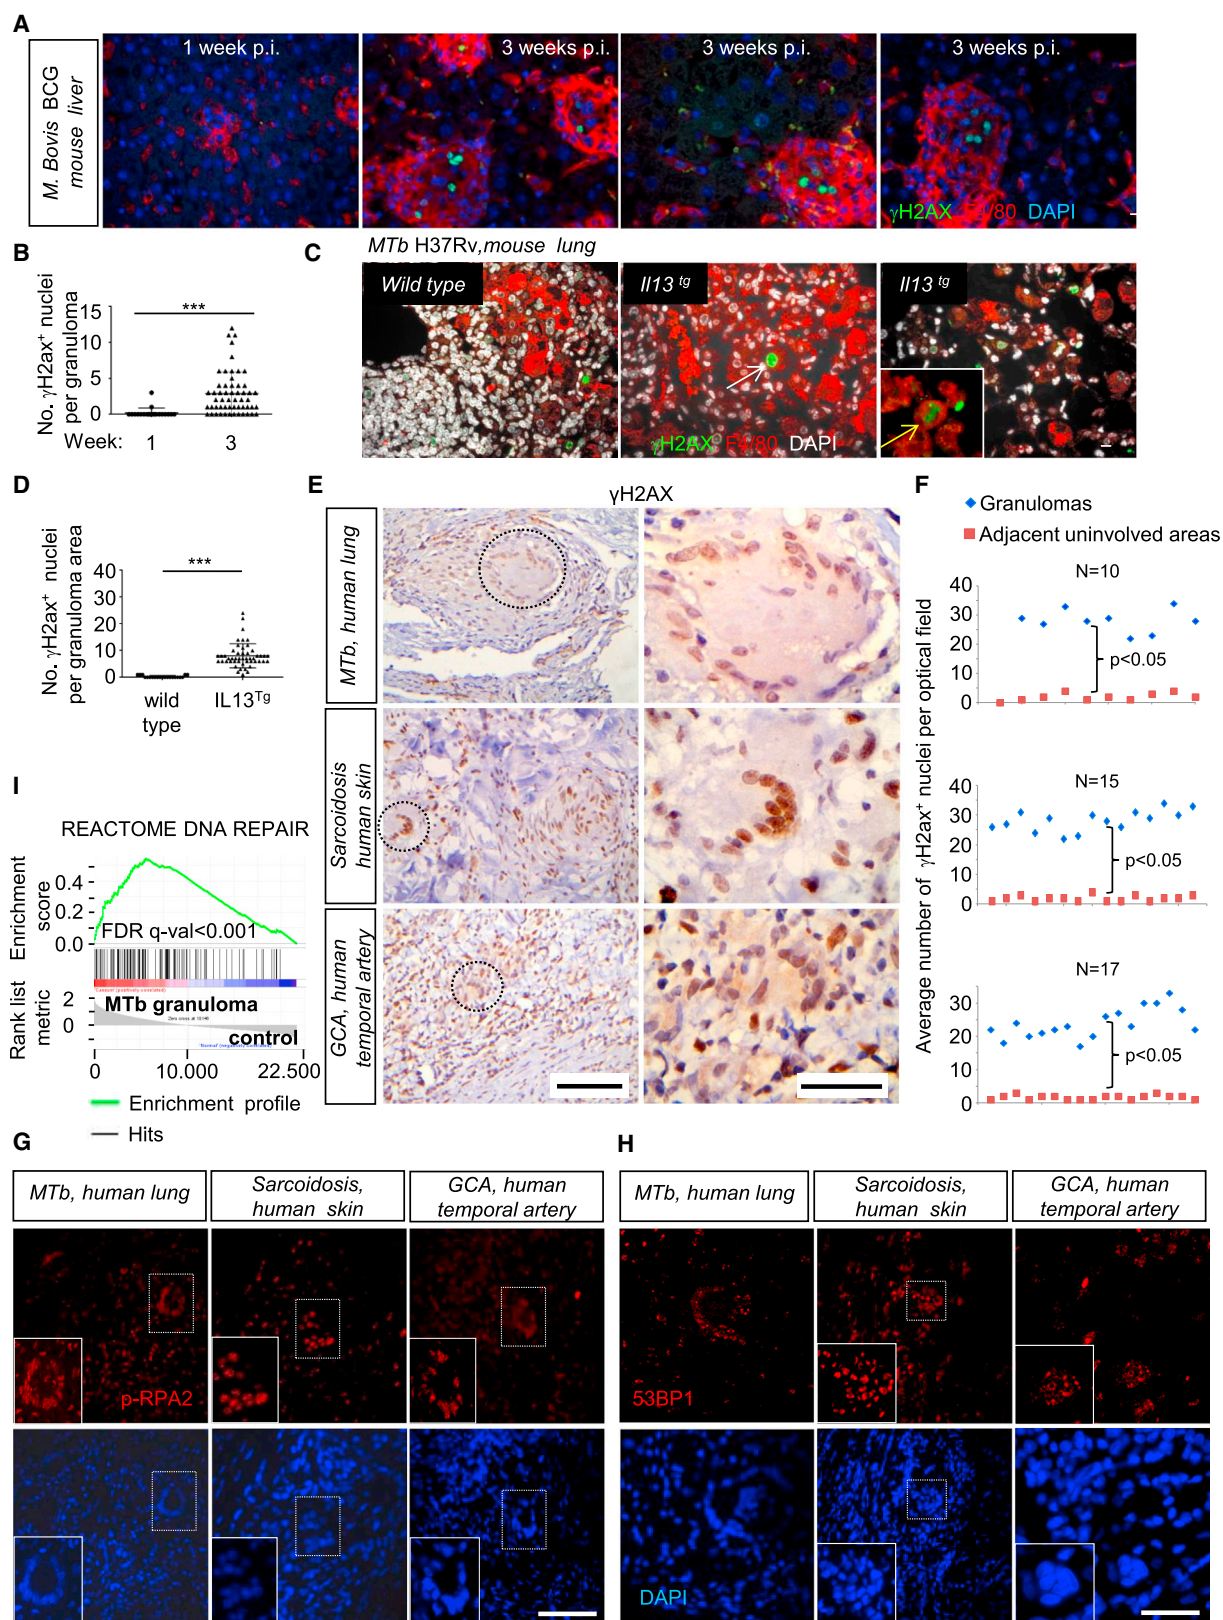 A
M. Bovis BCG
mouse liver
1 week p.i.
3 weeks p.i.
3 weeks p.i.
3 weeks p.i.
γH2AX F4/80 DAPI
B
No. γH2ax+ nuclei
per granuloma
15
10
5
0
***
Week: 1 3
C
MTb H37Rv,mouse lung
Wild type
Il13 tg
Il13 tg
γH2AX F4/80 DAPI
D
No. γH2ax+ nuclei
per granuloma area
40
30
20
10
0
***
wild
type
IL13Tg
E
γH2AX
MTb, human lung
Sarcoidosis
human skin
GCA, human
temporal artery
F
Granulomas
Adjacent uninvolved areas
Average number of γH2ax+ nuclei per optical field
N=10
40
30
20
10
0
p<0.05
N=15
40
30
20
10
0
p<0.05
N=17
30
20
10
0
p<0.05
I
REACTOME DNA REPAIR
Enrichment
score
0.4
0.2
0.0
FDR q-val<0.001
Rank list
metric
2
0
MTb granuloma
control
0 10.000 22.500
Enrichment profile
Hits
G
MTb, human lung
Sarcoidosis,
human skin
GCA, human
temporal artery
p-RPA2
H
MTb, human lung
Sarcoidosis,
human skin
GCA, human
temporal artery
53BP1
DAPI